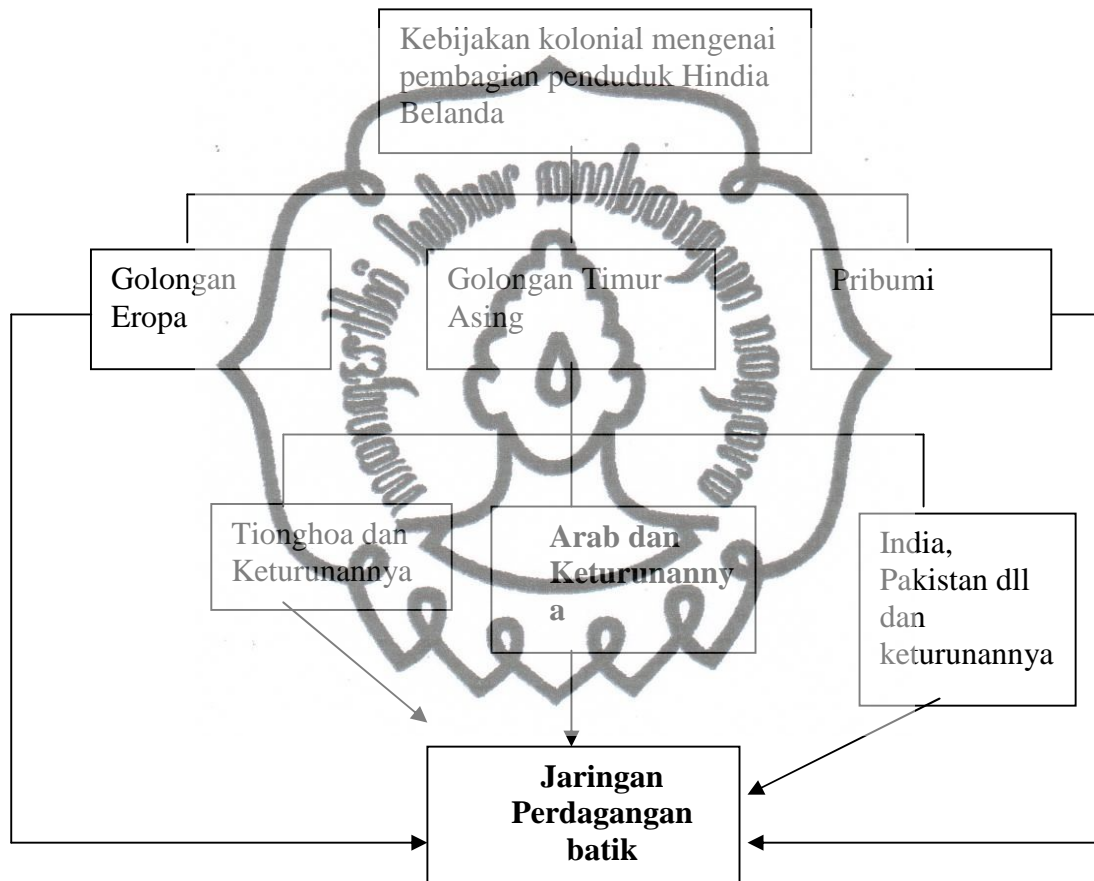 Kebijakan kolonial mengenai
pembagian penduduk Hindia
Belanda
Golongan
Eropa
Golongan Timur
Asing
Pribumi
Tionghoa dan
Keturunannya
Arab dan
Keturunanny
a
India,
Pakistan dll
dan
keturunannya
Jaringan
Perdagangan
batik